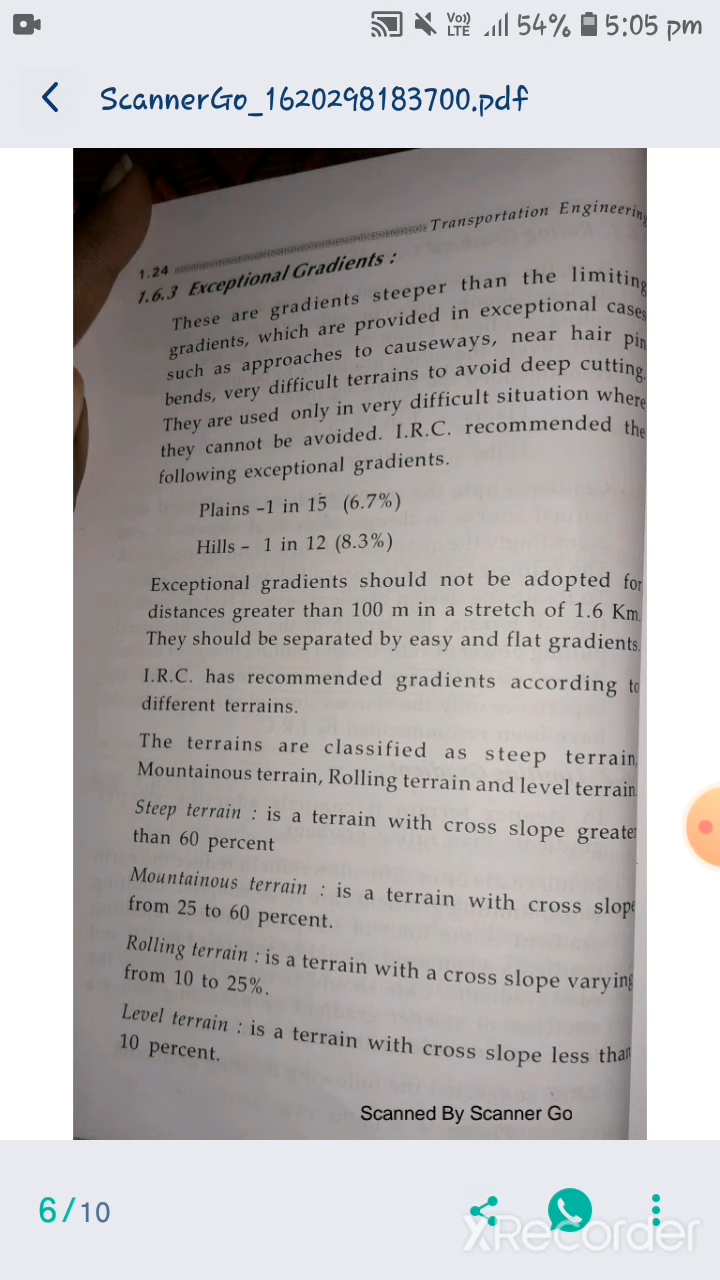 Vo))
LTE
54%
5:05 pm
ScannerGo_1620298183700.pdf
1.24
Transportation Engineering
1.6.3 Exceptional Gradients :
These are gradients steeper than the limiting
gradients, which are provided in exceptional cases
such as approaches to causeways, near hair pin
bends, very difficult terrains to avoid deep cutting.
They are used only in very difficult situation where
they cannot be avoided. I.R.C. recommended the
following exceptional gradients.
Plains -1 in 15 (6.7%)
Hills - 1 in 12 (8.3%)
Exceptional gradients should not be adopted for
distances greater than 100 m in a stretch of 1.6 Km.
They should be separated by easy and flat gradients.
I.R.C. has recommended gradients according to
different terrains.
The terrains are classified as steep terrain,
Mountainous terrain, Rolling terrain and level terrain
Steep terrain : is a terrain with cross slope greater
than 60 percent
Mountainous terrain : is a terrain with cross slope
from 25 to 60 percent.
Rolling terrain : is a terrain with a cross slope varying
from 10 to 25%.
Level terrain : is a terrain with cross slope less than
10 percent.
Scanned By Scanner Go
6/10
XRecorder